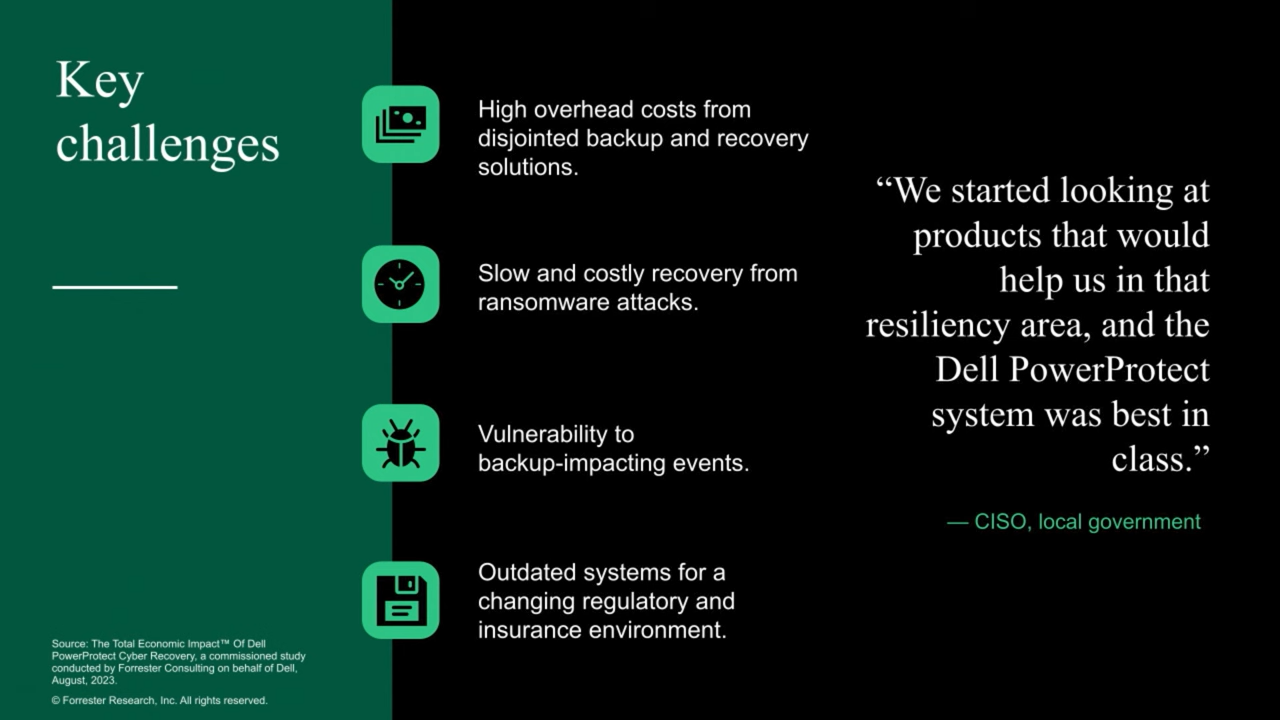 Key
challenges
High overhead costs from
disjointed backup and recovery
solutions.
Slow and costly recovery from
ransomware attacks.
Vulnerability to
backup-impacting events.
Outdated systems for a
changing regulatory and
insurance environment.
“We started looking at
products that would
help us in that
resiliency area, and the
Dell PowerProtect
system was best in
class.”
— CISO, local government
Source: The Total Economic Impact™ Of Dell
PowerProtect Cyber Recovery, a commissioned study
conducted by Forrester Consulting on behalf of Dell,
August, 2023.
© Forrester Research, Inc. All rights reserved.